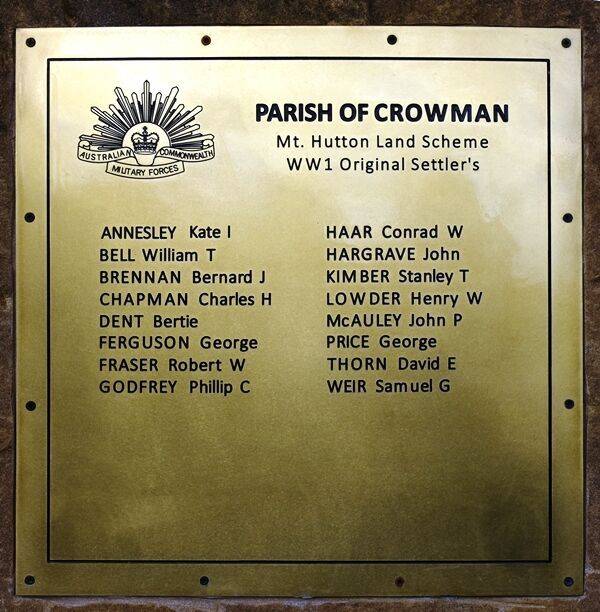 PARISH OF CROWMAN
Mt. Hutton Land Scheme
WW1 Original Settler's
AUSTRALIAN COMMONWEALTH
MILITARY FORCES
ANNESLEY Kate I
BELL William T
BRENNAN Bernard J
CHAPMAN Charles H
DENT Bertie
FERGUSON George
FRASER Robert W
GODFREY Phillip C
HAAR Conrad W
HARGRAVE John
KIMBER Stanley T
LOWDER Henry W
McAULEY John P
PRICE George
THORN David E
WEIR Samuel G